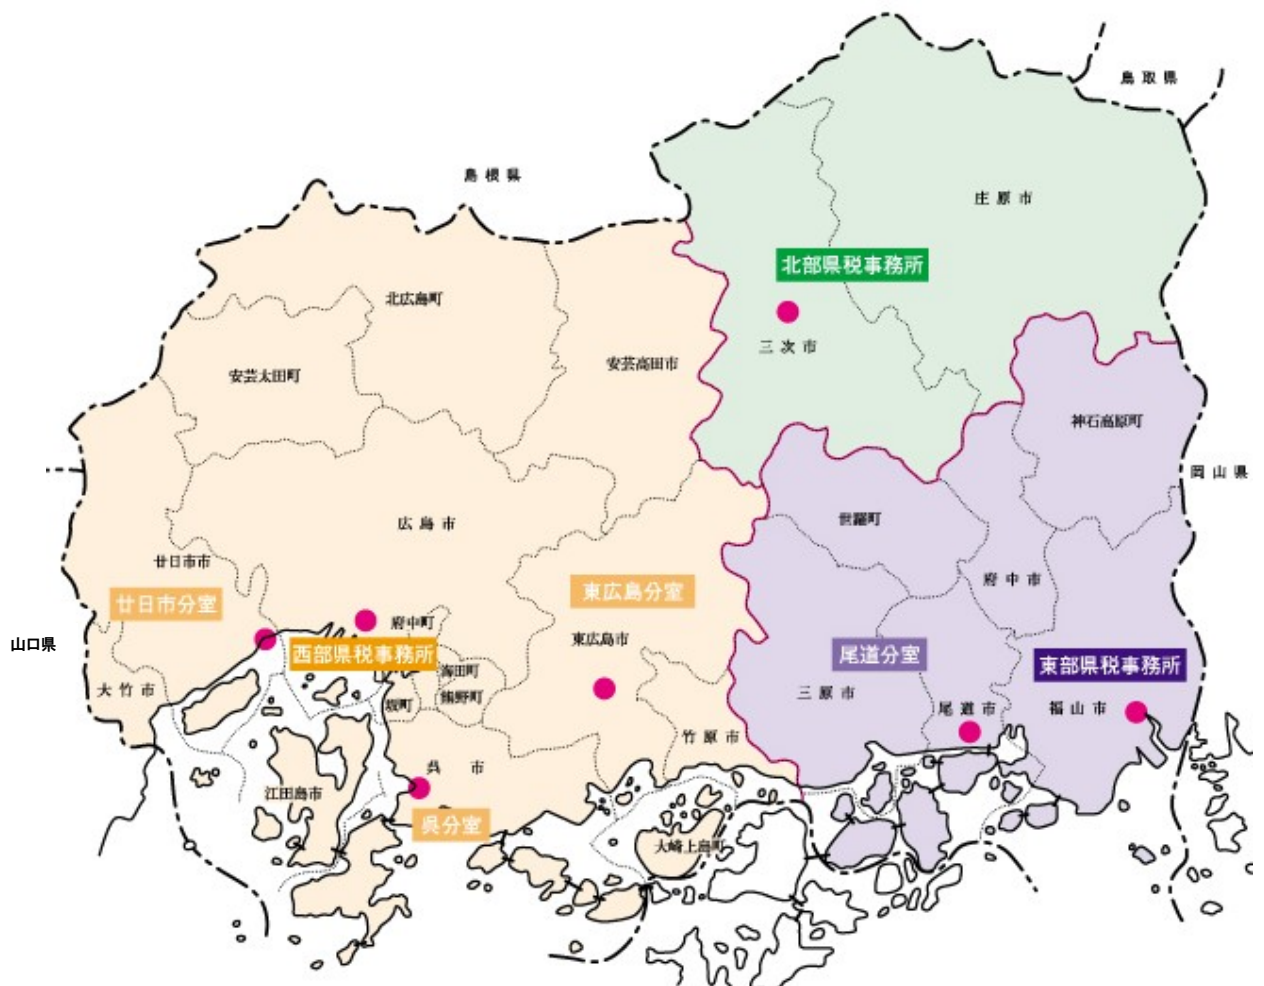 鳥取県
島根県
庄原市
北部県税事務所
北広島町
三次市
安芸高田市
安芸太田町
神石高原町
岡山県
世羅町
広島市
廿日市市
府中市
東広島分室
廿日市分室
府中町
東広島市
山口県
西部県税事務所
尾道分室
東部県税事務所
海田町
大竹市
熊野町
三原市
坂町
尾道市
福山市
竹原市
呉市
江田島市
呉分室
大崎上島町